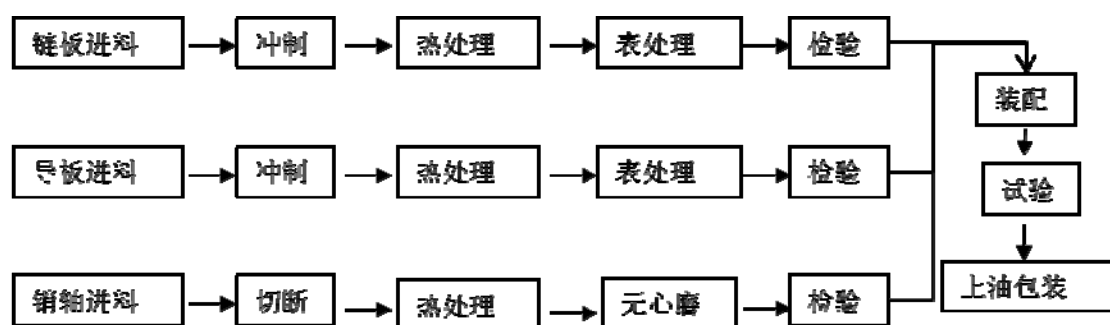 链板进料 冲制 热处理 表处理 检验
装配
导板进料 冲制 热处理 表处理 检验
试验
销轴进料 切断 热处理 元心磨 检验
上油包装